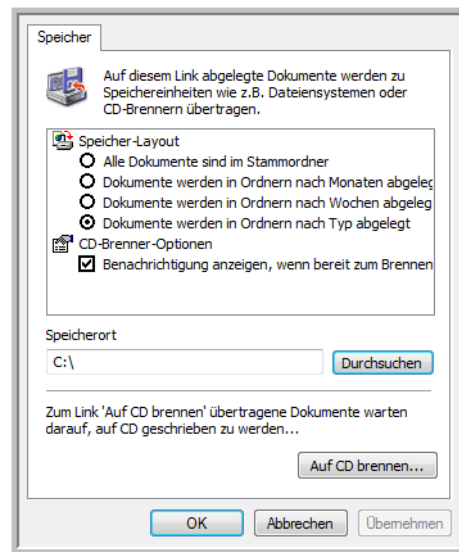 Speicher
Auf diesem Link abgelegte Dokumente werden zu
Speichereinheiten wie z.B. Dateiensystemen oder
CD-Brennern übertragen.
Speicher-Layout
Alle Dokumente sind im Stammordner
Dokumente werden in Ordnern nach Monaten abgeleg
Dokumente werden in Ordnern nach Wochen abgeleg
Dokumente werden in Ordnern nach Typ abgelegt
CD-Brenner-Optionen
Benachrichtigung anzeigen, wenn bereit zum Brennen
Speicherort
C:\
Durchsuchen
Zum Link 'Auf CD brennen' übertragene Dokumente warten
darauf, auf CD geschrieben zu werden...
Auf CD brennen...
OK Abbrechen Übernehmen